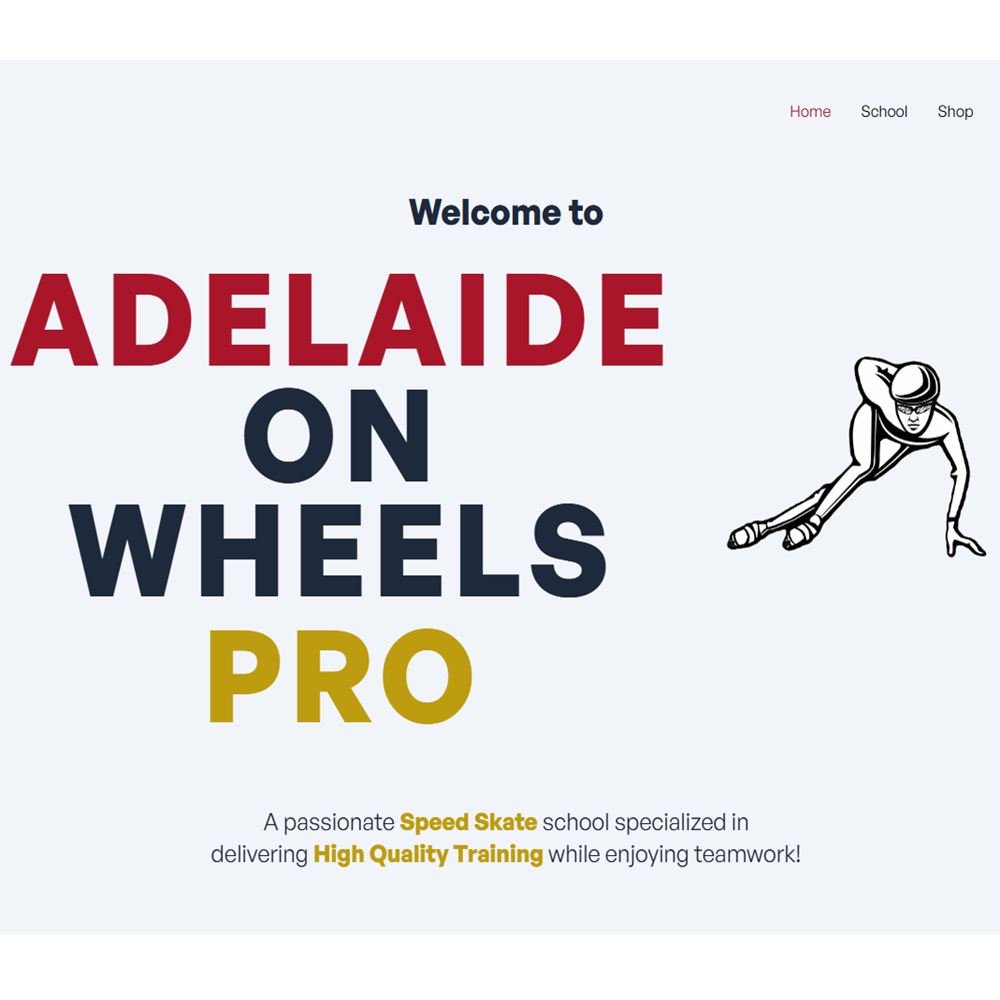 Home School Shop
Welcome to
ADELAIDE
ON
WHEELS
PRO
A passionate Speed Skate school specialized in
delivering High Quality Training while enjoying teamwork!